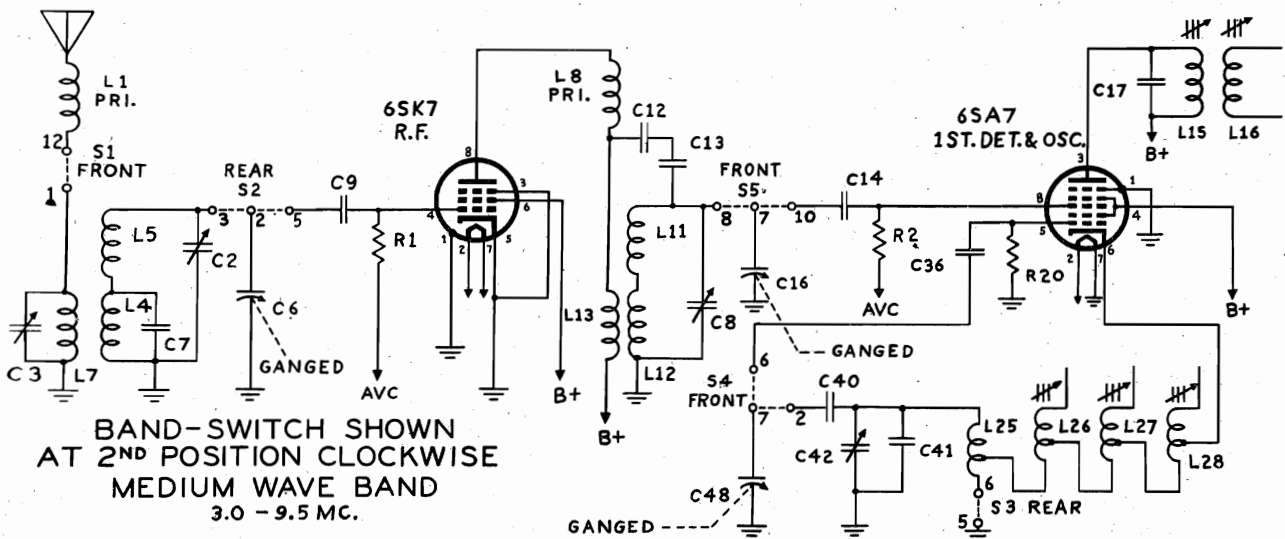 L1
PRI.
12
S1
FRONT
1
C3
L7
L5
L4
C7
C2
3
2
5
REAR
S2
C6
GANGED
C9
R1
AVC
6SK7
R.F.
8
4
3
6
1
2
7
5
B+
L8
PRI.
C12
C13
L13
B+
L11
L12
C8
FRONT
S5
8
7
10
C16
GANGED
C14
R2
AVC
C36
R20
6SA7
1ST. DET. & OSC.
3
8
5
1
4
2
7
6
B+
C17
B+
L15
L16
6
S4
FRONT
7
2
C48
GANGED
C40
C42
C41
L25
L26
L27
L28
6
5
S3 REAR
BAND-SWITCH SHOWN
AT 2ND POSITION CLOCKWISE
MEDIUM WAVE BAND
3.0 - 9.5 MC.